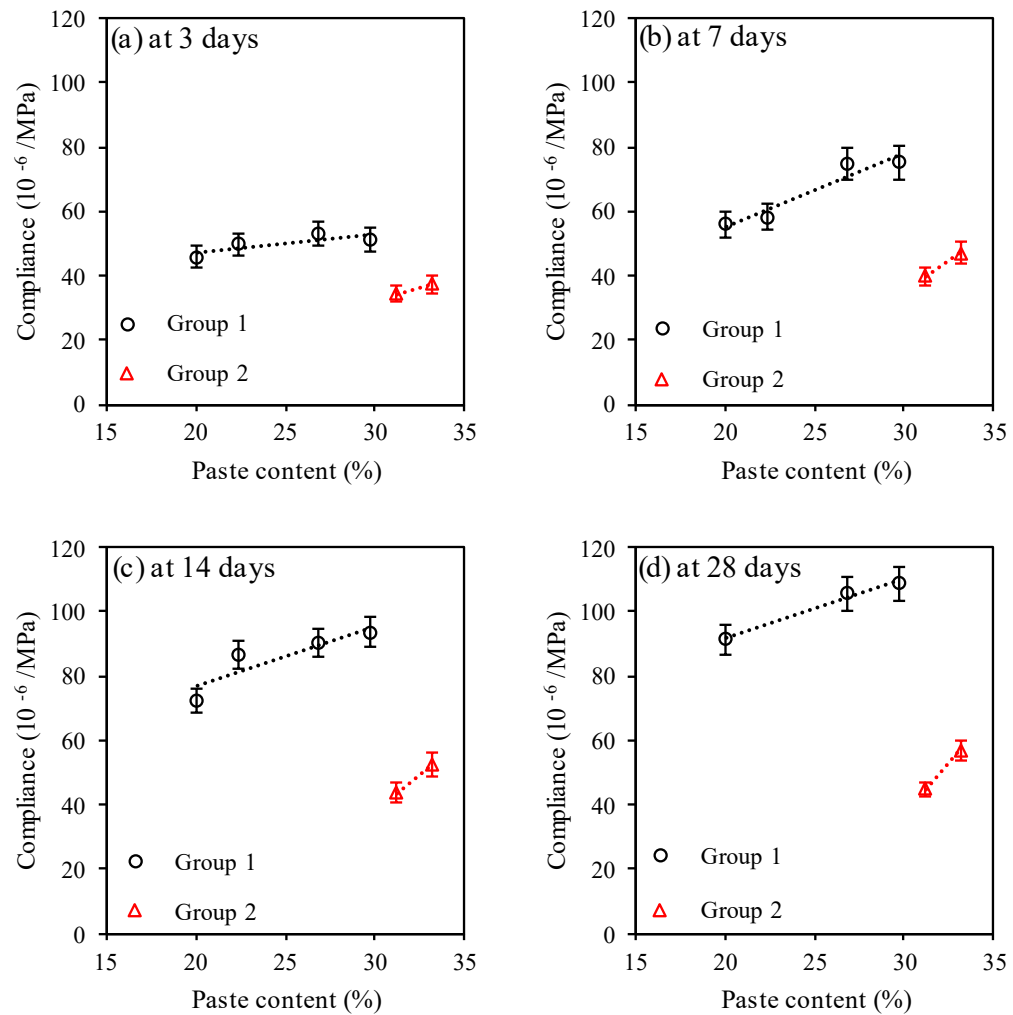 (a) at 3 days
120
100
80
60
40
20
0
Compliance (10 -6 /MPa)
Group 1
Group 2
15 20 25 30 35
Paste content (%)
(b) at 7 days
120
100
80
60
40
20
0
Compliance (10 -6 /MPa)
Group 1
Group 2
15 20 25 30 35
Paste content (%)
(c) at 14 days
120
100
80
60
40
20
0
Compliance (10 -6 /MPa)
Group 1
Group 2
15 20 25 30 35
Paste content (%)
(d) at 28 days
120
100
80
60
40
20
0
Compliance (10 -6 /MPa)
Group 1
Group 2
15 20 25 30 35
Paste content (%)